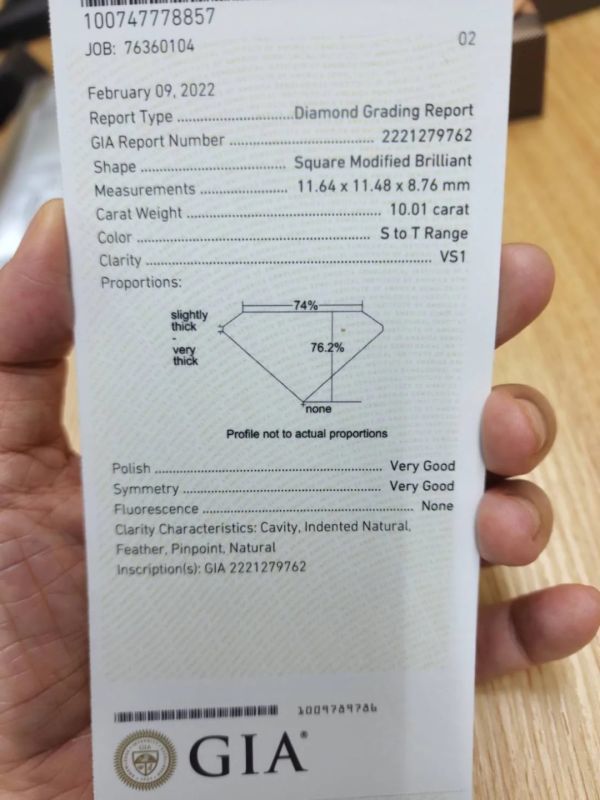 100747778857
JOB: 76360104
02
February 09, 2022
Report Type ........................ Diamond Grading Report
GIA Report Number ........................ 2221279762
Shape ........................ Square Modified Brilliant
Measurements ........................ 11.64 x 11.48 x 8.76 mm
Carat Weight ........................ 10.01 carat
Color ........................ S to T Range
Clarity ........................ VS1
Proportions:
74%
slightly
thick
-
very
thick
76.2%
none
Profile not to actual proportions
Polish ........................ Very Good
Symmetry ........................ Very Good
Fluorescence ........................ None
Clarity Characteristics: Cavity, Indented Natural,
Feather, Pinpoint, Natural
Inscription(s): GIA 2221279762
1009789786
GIA®